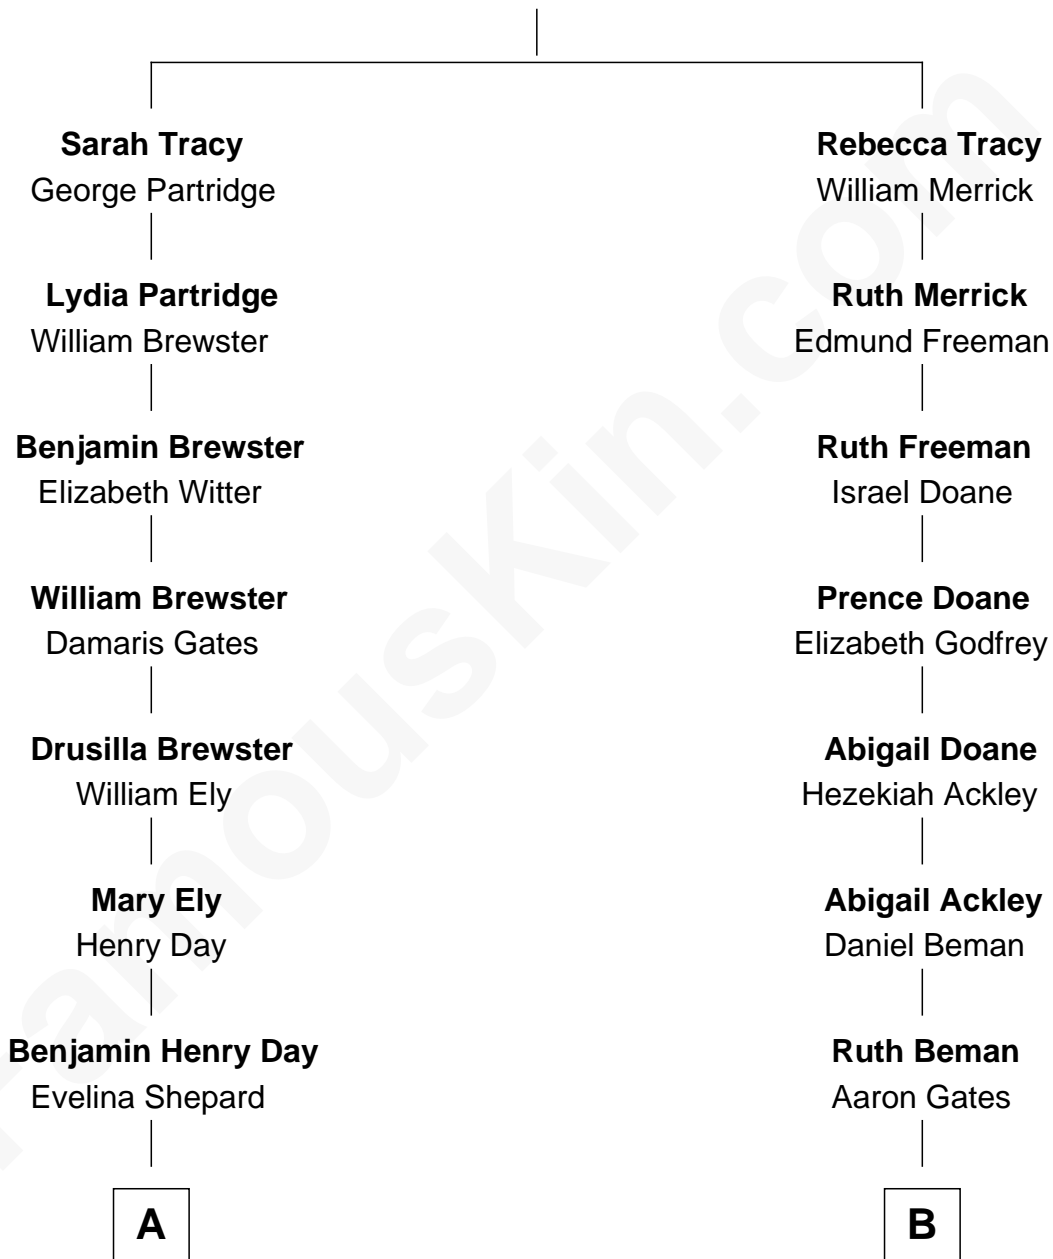 Sarah Tracy
George Partridge
Lydia Partridge
William Brewster
Benjamin Brewster
Elizabeth Witter
William Brewster
Damaris Gates
Drusilla Brewster
William Ely
Mary Ely
Henry Day
Benjamin Henry Day
Evelina Shepard
A
Rebecca Tracy
William Merrick
Ruth Merrick
Edmund Freeman
Ruth Freeman
Israel Doane
Prence Doane
Elizabeth Godfrey
Abigail Doane
Hezekiah Ackley
Abigail Ackley
Daniel Beman
Ruth Beman
Aaron Gates
B
FamousKin.com